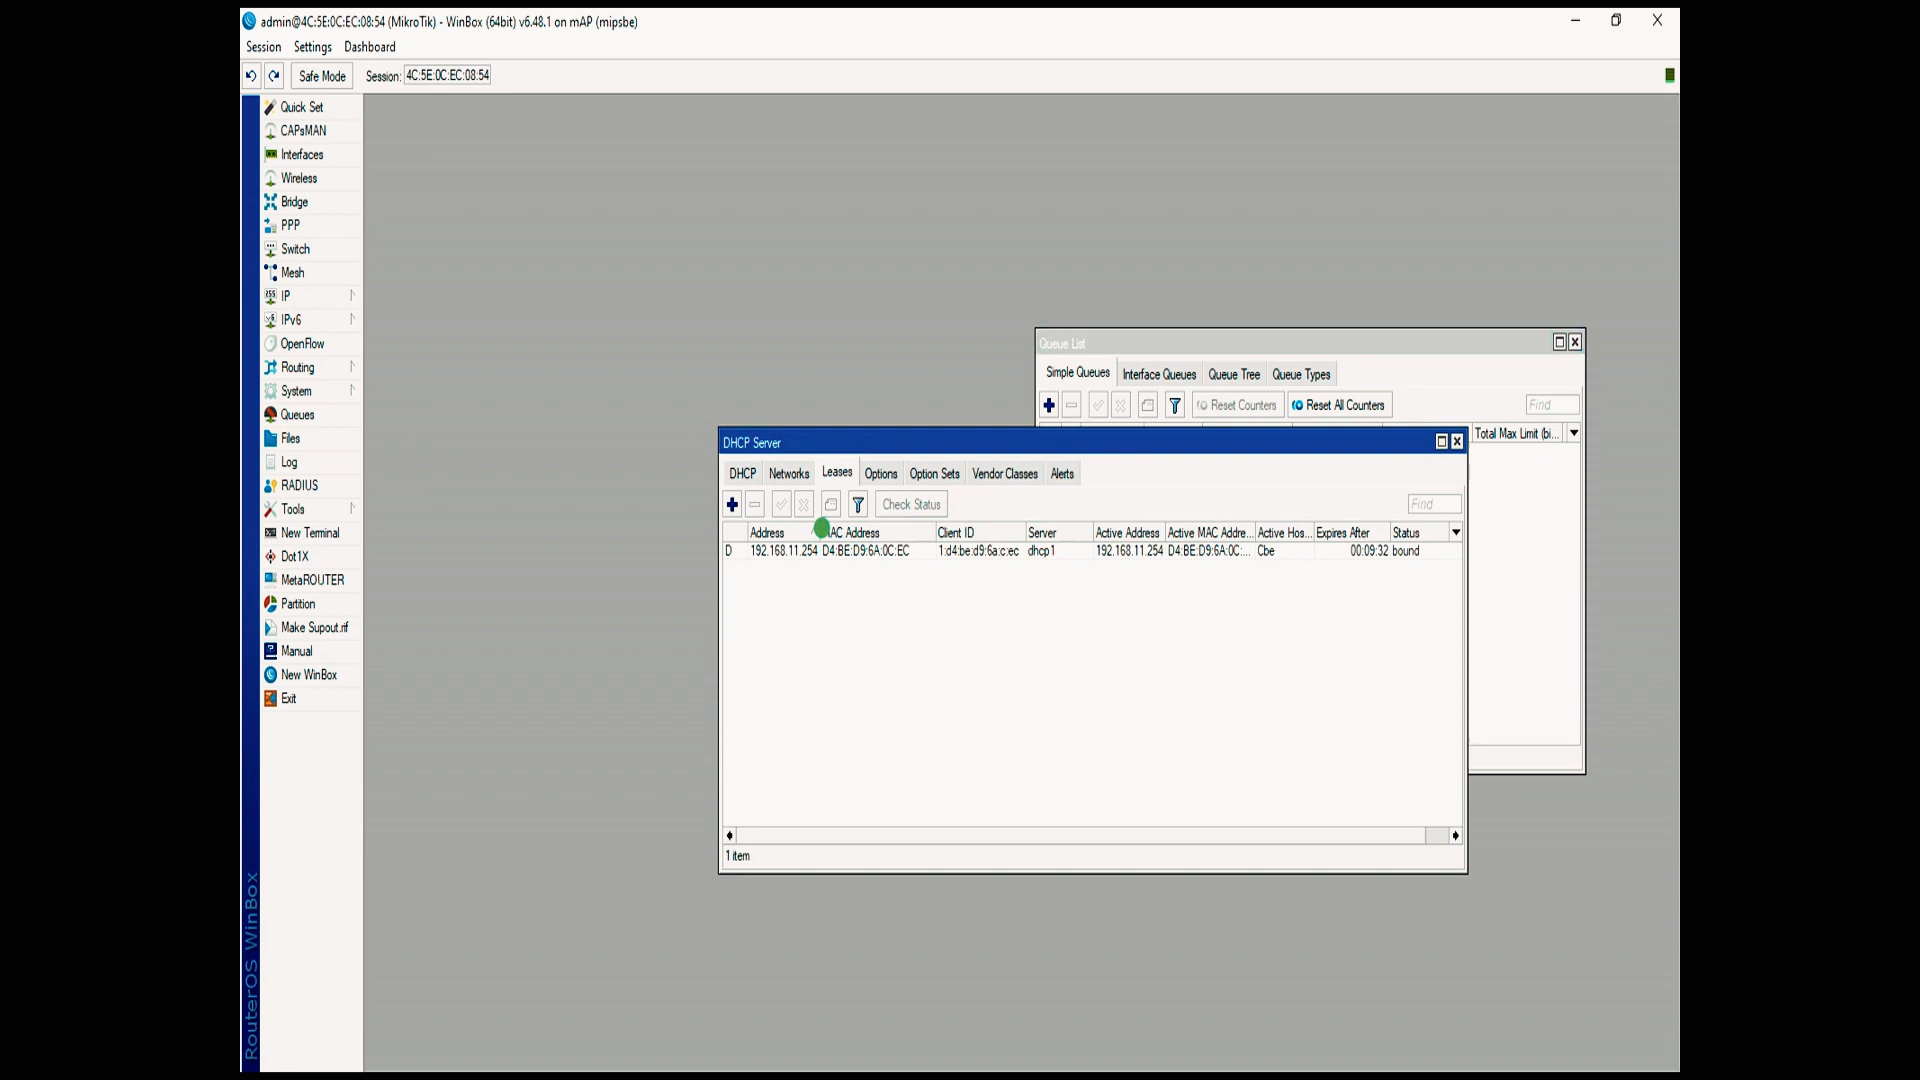 admin@4C:5E:0C:EC:08:54 (MikroTik) - WinBox (64bit) v6.48.1 on mAP (mipsbe)
Session Settings Dashboard
Safe Mode Session: 4C:5E:0C:EC:08:54
Quick Set
CAPsMAN
Interfaces
Wireless
Bridge
PPP
Switch
Mesh
IP
IPv6
OpenFlow
Routing
System
Queues
Files
Log
RADIUS
Tools
New Terminal
Dot1X
MetaROUTER
Partition
Make Supout.rif
Manual
New WinBox
Exit
RouterOS WinBox
Queue List
Simple Queues Interface Queues Queue Tree Queue Types
Reset Counters Reset All Counters Find
Total Max Limit (bi...
DHCP Server
DHCP Networks Leases Options Option Sets Vendor Classes Alerts
Check Status Find
Address AC Address Client ID Server Active Address Active MAC Addre... Active Hos... Expires After Status
D 192.168.11.254 D4:BE:D9:6A:0C:EC 1:d4:be:d9:6a:c:ec dhcp1 192.168.11.254 D4:BE:D9:6A:0C:... Cbe 00:09:32 bound
1 item